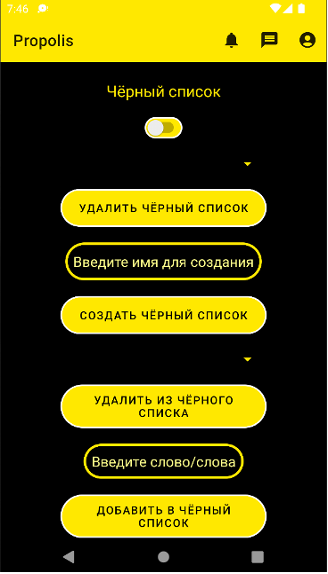 7:46
Propolis
Чёрный список
УДАЛИТЬ ЧЁРНЫЙ СПИСОК
Введите имя для создания
СОЗДАТЬ ЧЁРНЫЙ СПИСОК
УДАЛИТЬ ИЗ ЧЁРНОГО
СПИСКА
Введите слово/слова
ДОБАВИТЬ В ЧЁРНЫЙ
СПИСОК